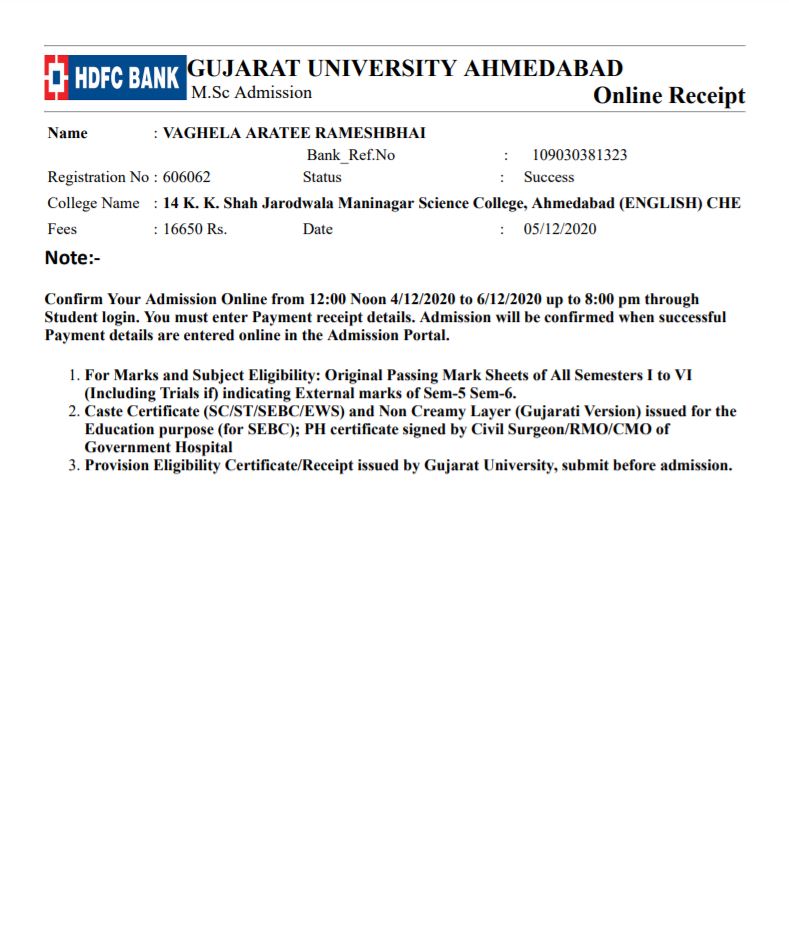 HDFC BANK
GUJARAT UNIVERSITY AHMEDABAD
M.Sc Admission
Online Receipt
Name : VAGHELA ARATEE RAMESHBHAI
Bank_Ref.No : 109030381323
Registration No : 606062 Status : Success
College Name : 14 K. K. Shah Jarodwala Maninagar Science College, Ahmedabad (ENGLISH) CHE
Fees : 16650 Rs. Date : 05/12/2020
Note:-
Confirm Your Admission Online from 12:00 Noon 4/12/2020 to 6/12/2020 up to 8:00 pm through
Student login. You must enter Payment receipt details. Admission will be confirmed when successful
Payment details are entered online in the Admission Portal.
1. For Marks and Subject Eligibility: Original Passing Mark Sheets of All Semesters I to VI
(Including Trials if) indicating External marks of Sem-5 Sem-6.
2. Caste Certificate (SC/ST/SEBC/EWS) and Non Creamy Layer (Gujarati Version) issued for the
Education purpose (for SEBC); PH certificate signed by Civil Surgeon/RMO/CMO of
Government Hospital
3. Provision Eligibility Certificate/Receipt issued by Gujarat University, submit before admission.